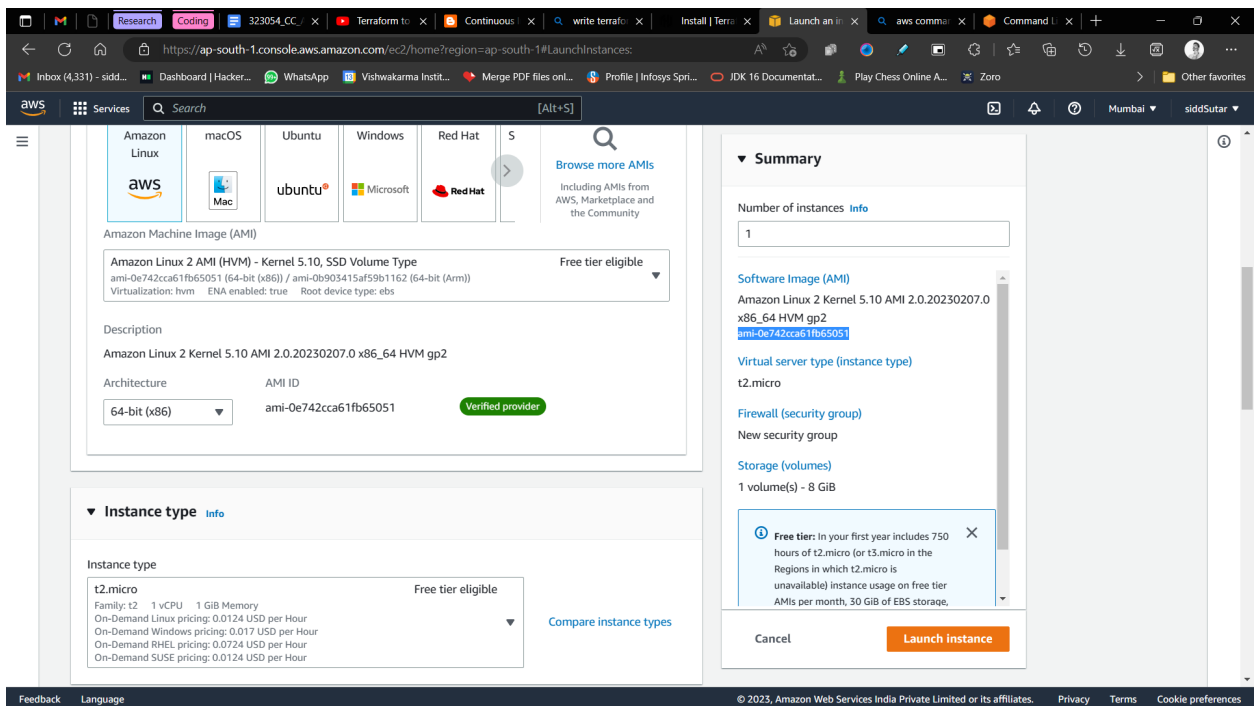 Research
Coding
323054_CC_/
Terraform to
Continuous I
write terrafor
Install | Terra
Launch an in
aws commar
Command Li
https://ap-south-1.console.aws.amazon.com/ec2/home?region=ap-south-1#LaunchInstances:
Inbox (4,331) - sidd...
Dashboard | Hacker...
WhatsApp
Vishwakarma Instit...
Merge PDF files onl...
Profile | Infosys Spri...
JDK 16 Documentat...
Play Chess Online A...
Zoro
Other favorites
aws
Services
Search
[Alt+S]
Mumbai
siddSutar
Amazon Linux
aws
macOS
Mac
Ubuntu
ubuntu
Windows
Microsoft
Red Hat
Red Hat
S
Browse more AMIs
Including AMIs from
AWS, Marketplace and
the Community
Amazon Machine Image (AMI)
Amazon Linux 2 AMI (HVM) - Kernel 5.10, SSD Volume Type
Free tier eligible
ami-0e742cca61fb65051 (64-bit (x86)) / ami-0b903415af59b1162 (64-bit (Arm))
Virtualization: hvm ENA enabled: true Root device type: ebs
Description
Amazon Linux 2 Kernel 5.10 AMI 2.0.20230207.0 x86_64 HVM gp2
Architecture
AMI ID
64-bit (x86)
ami-0e742cca61fb65051
Verified provider
Instance type Info
Instance type
t2.micro
Free tier eligible
Family: t2 1 vCPU 1 GiB Memory
On-Demand Linux pricing: 0.0124 USD per Hour
On-Demand Windows pricing: 0.017 USD per Hour
On-Demand RHEL pricing: 0.0724 USD per Hour
On-Demand SUSE pricing: 0.0124 USD per Hour
Compare instance types
Summary
Number of instances Info
1
Software Image (AMI)
Amazon Linux 2 Kernel 5.10 AMI 2.0.20230207.0
x86_64 HVM gp2
ami-0e742cca61fb65051
Virtual server type (instance type)
t2.micro
Firewall (security group)
New security group
Storage (volumes)
1 volume(s) - 8 GiB
Free tier: In your first year includes 750
hours of t2.micro (or t3.micro in the
Regions in which t2.micro is
unavailable) instance usage on free tier
AMIs per month, 30 GiB of EBS storage,
Cancel
Launch instance
Feedback
Language
© 2023, Amazon Web Services India Private Limited or its affiliates.
Privacy
Terms
Cookie preferences